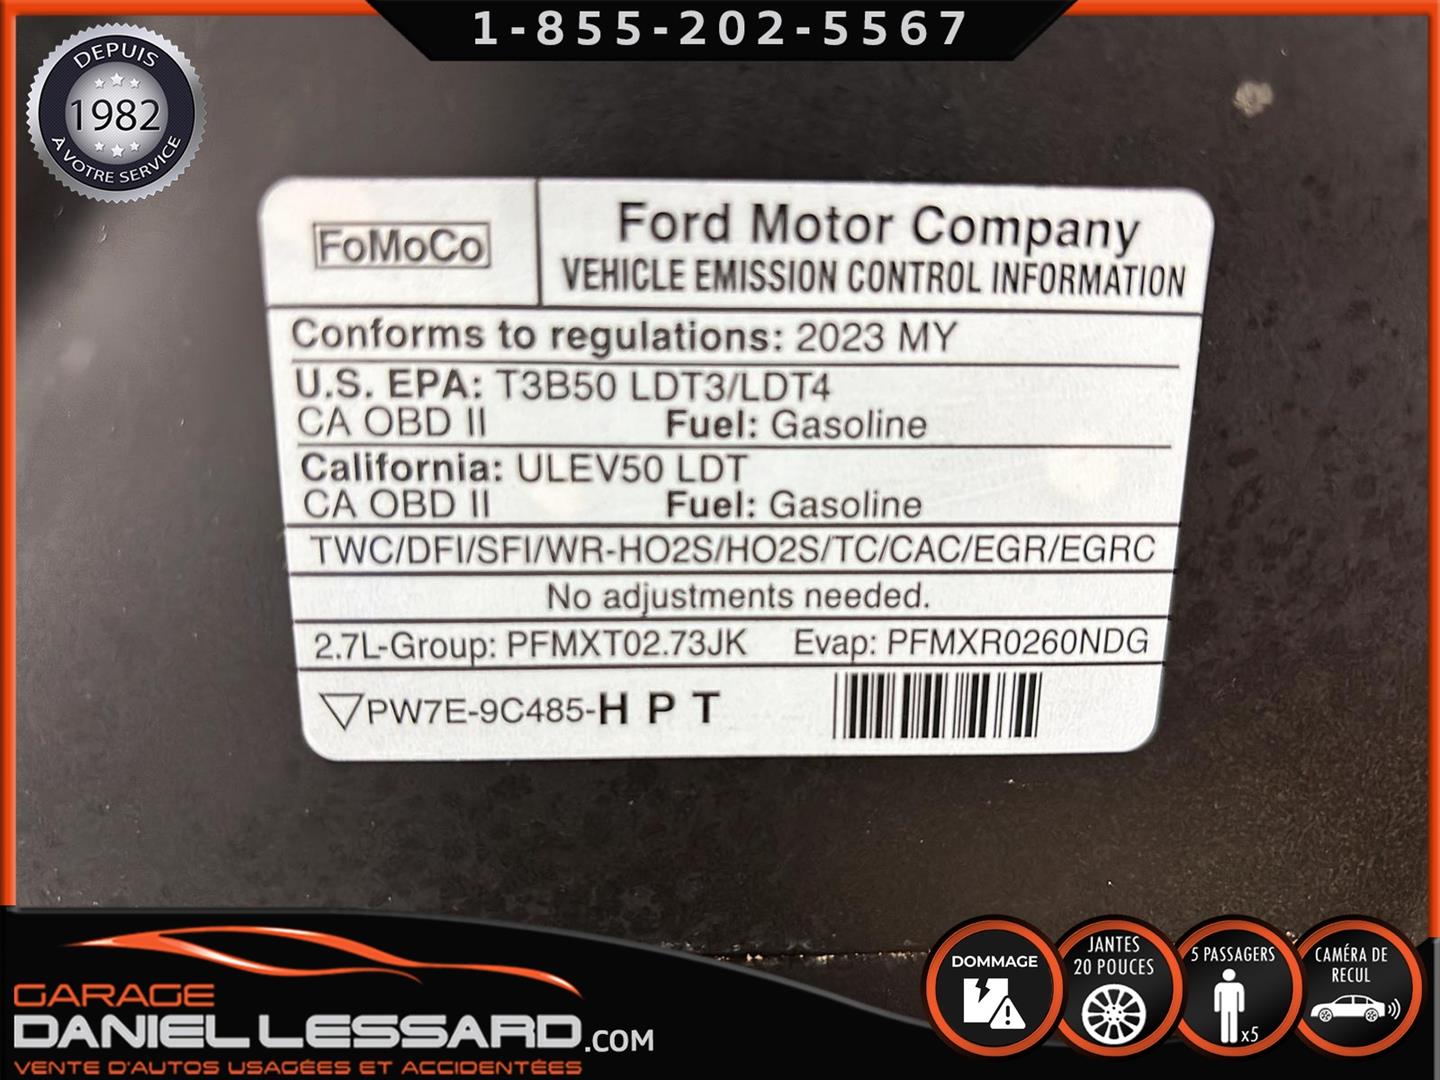 1-855-202-5567
DEPUIS
1982
À VOTRE SERVICE
FoMoCo
Ford Motor Company
VEHICLE EMISSION CONTROL INFORMATION
Conforms to regulations: 2023 MY
U.S. EPA: T3B50 LDT3/LDT4
CA OBD II Fuel: Gasoline
California: ULEV50 LDT
CA OBD II Fuel: Gasoline
TWC/DFI/SFI/WR-HO2S/HO2S/TC/CAC/EGR/EGRC
No adjustments needed.
2.7L-Group: PFMXT02.73JK Evap: PFMXR0260NDG
PW7E-9C485-H P T
GARAGE
DANIEL LESSARD.COM
VENTE D'AUTOS USAGÉES ET ACCIDENTÉES
DOMMAGE
JANTES
20 POUCES
5 PASSAGERS
x5
CAMÉRA DE
RECUL